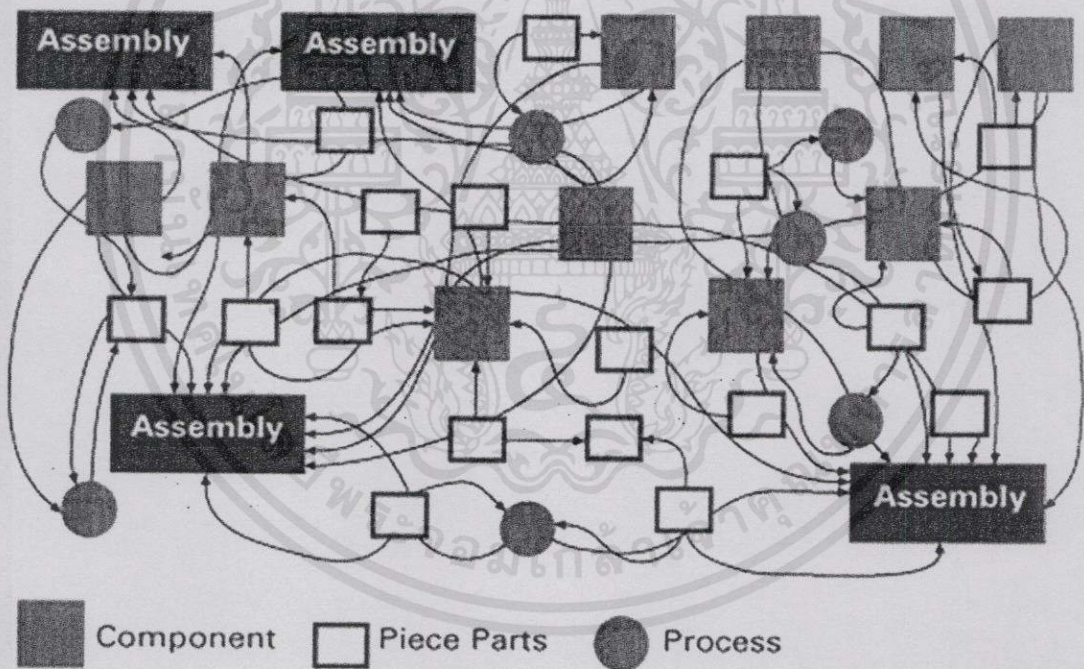 Assembly
Assembly
Assembly
Assembly
Component
Piece Parts
Process